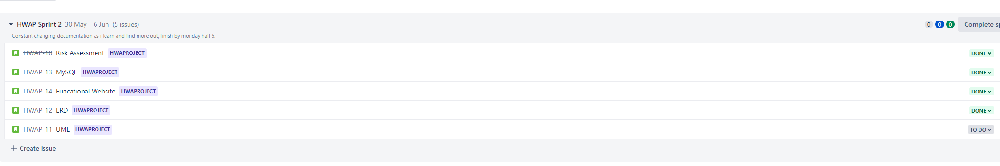 HWAP Sprint 2 30 May – 6 Jun (5 issues) 0 0 0 Complete sp
Constant changing documentation as i learn and find more out, finish by monday half 5.
HWAP-10 Risk Assessment HWAPROJECT DONE
HWAP-13 MySQL HWAPROJECT DONE
HWAP-14 Funcational Website HWAPROJECT DONE
HWAP-12 ERD HWAPROJECT DONE
HWAP-11 UML HWAPROJECT TO DO
+ Create issue